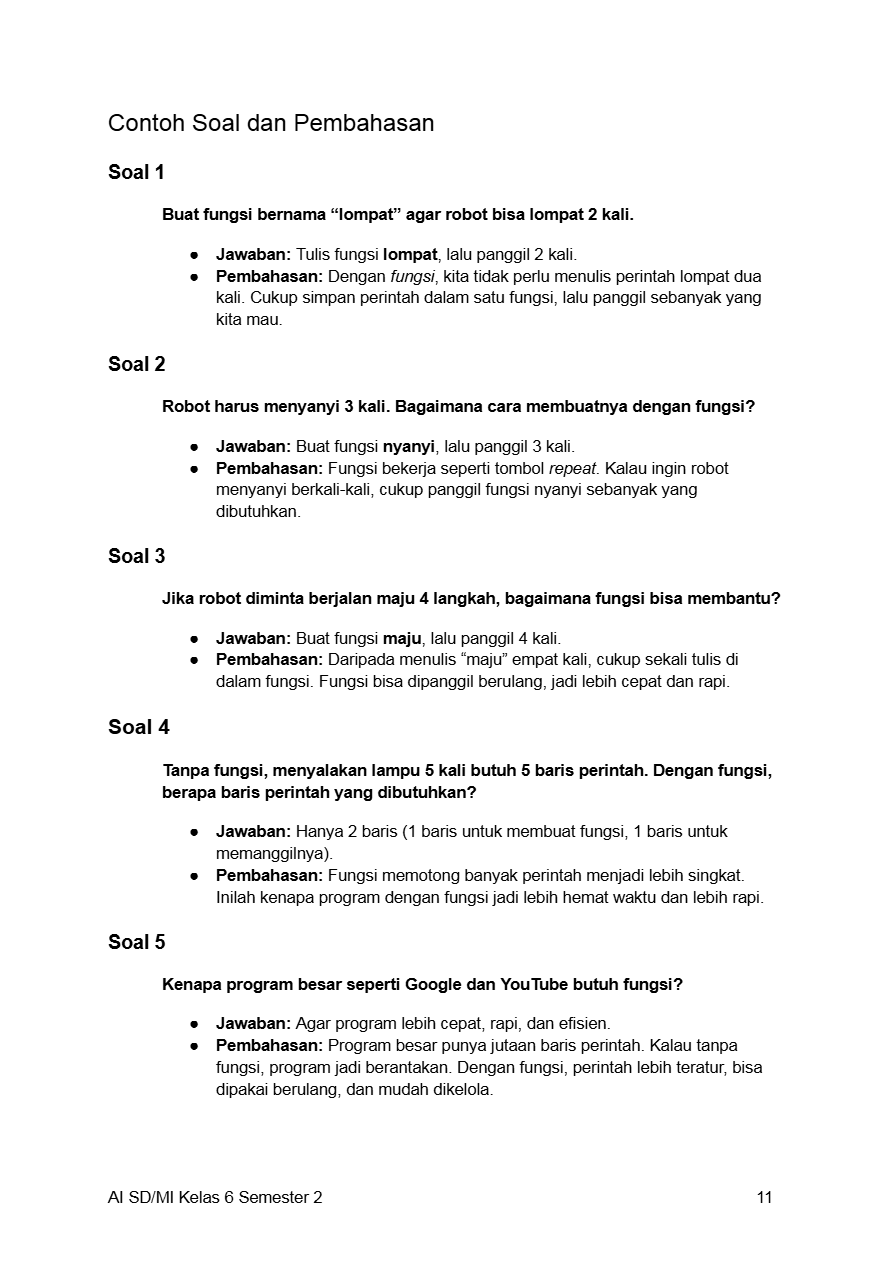 Contoh Soal dan Pembahasan
Soal 1
Buat fungsi bernama “lompat” agar robot bisa lompat 2 kali.
● Jawaban: Tulis fungsi lompat, lalu panggil 2 kali.
● Pembahasan: Dengan fungsi, kita tidak perlu menulis perintah lompat dua
kali. Cukup simpan perintah dalam satu fungsi, lalu panggil sebanyak yang
kita mau.
Soal 2
Robot harus menyanyi 3 kali. Bagaimana cara membuatnya dengan fungsi?
● Jawaban: Buat fungsi nyanyi, lalu panggil 3 kali.
● Pembahasan: Fungsi bekerja seperti tombol repeat. Kalau ingin robot
menyanyi berkali-kali, cukup panggil fungsi nyanyi sebanyak yang
dibutuhkan.
Soal 3
Jika robot diminta berjalan maju 4 langkah, bagaimana fungsi bisa membantu?
● Jawaban: Buat fungsi maju, lalu panggil 4 kali.
● Pembahasan: Daripada menulis “maju” empat kali, cukup sekali tulis di
dalam fungsi. Fungsi bisa dipanggil berulang, jadi lebih cepat dan rapi.
Soal 4
Tanpa fungsi, menyalakan lampu 5 kali butuh 5 baris perintah. Dengan fungsi,
berapa baris perintah yang dibutuhkan?
● Jawaban: Hanya 2 baris (1 baris untuk membuat fungsi, 1 baris untuk
memanggilnya).
● Pembahasan: Fungsi memotong banyak perintah menjadi lebih singkat.
Inilah kenapa program dengan fungsi jadi lebih hemat waktu dan lebih rapi.
Soal 5
Kenapa program besar seperti Google dan YouTube butuh fungsi?
● Jawaban: Agar program lebih cepat, rapi, dan efisien.
● Pembahasan: Program besar punya jutaan baris perintah. Kalau tanpa
fungsi, program jadi berantakan. Dengan fungsi, perintah lebih teratur, bisa
dipakai berulang, dan mudah dikelola.
AI SD/MI Kelas 6 Semester 2 11